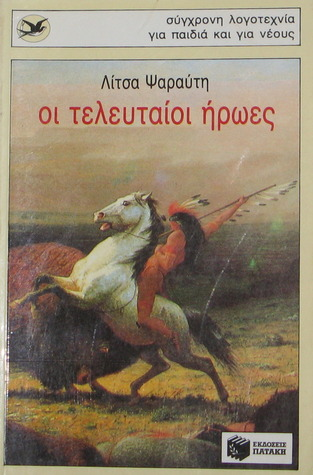 σύγχρονη λογοτεχνία
για παιδιά και για νέους
Λίτσα Ψαραύτη
οι τελευταίοι ήρωες
ΕΚΔΟΣΕΙΣ
ΠΑΤΑΚΗ